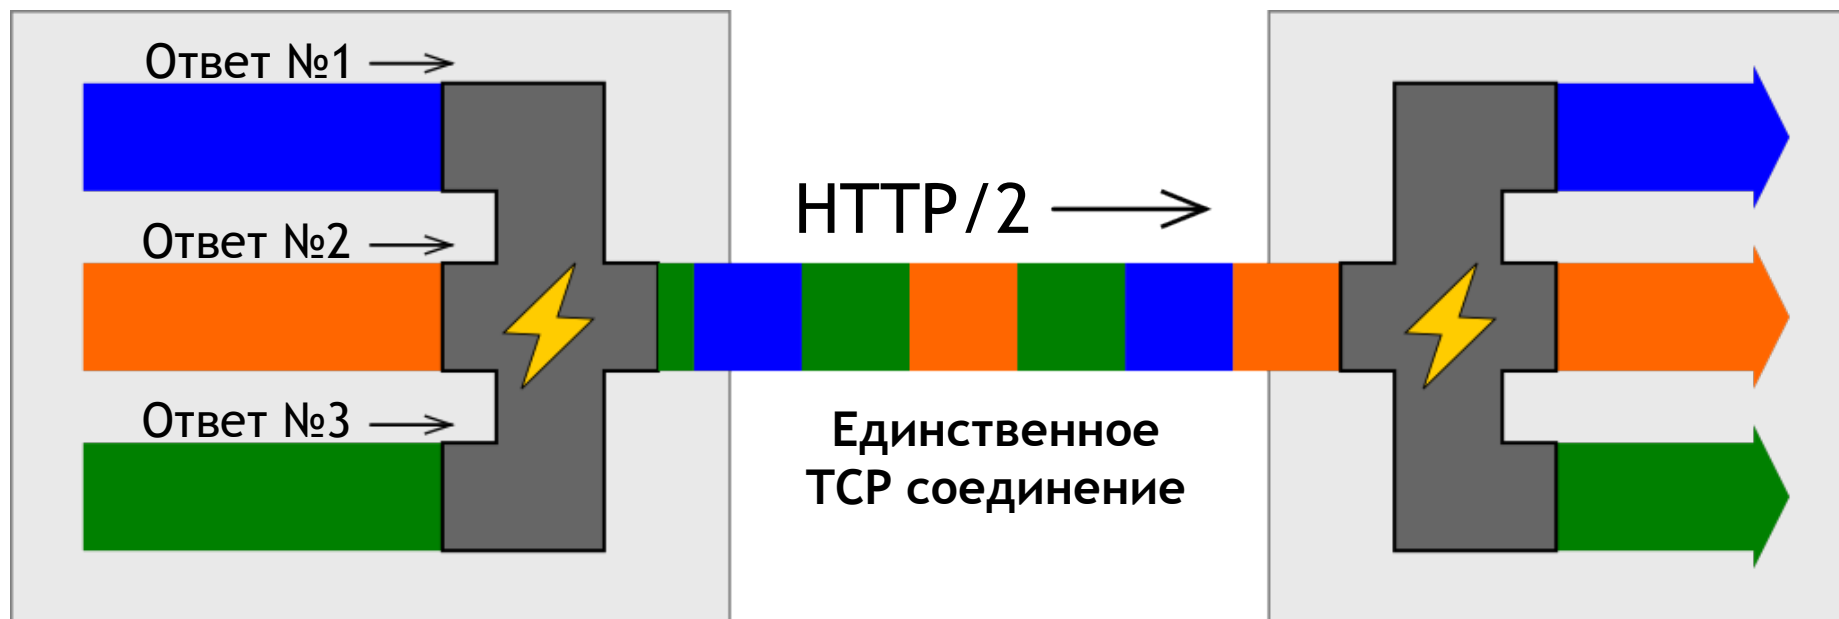 Ответ №1
Ответ №2
Ответ №3
HTTP/2
Единственное
TCP соединение